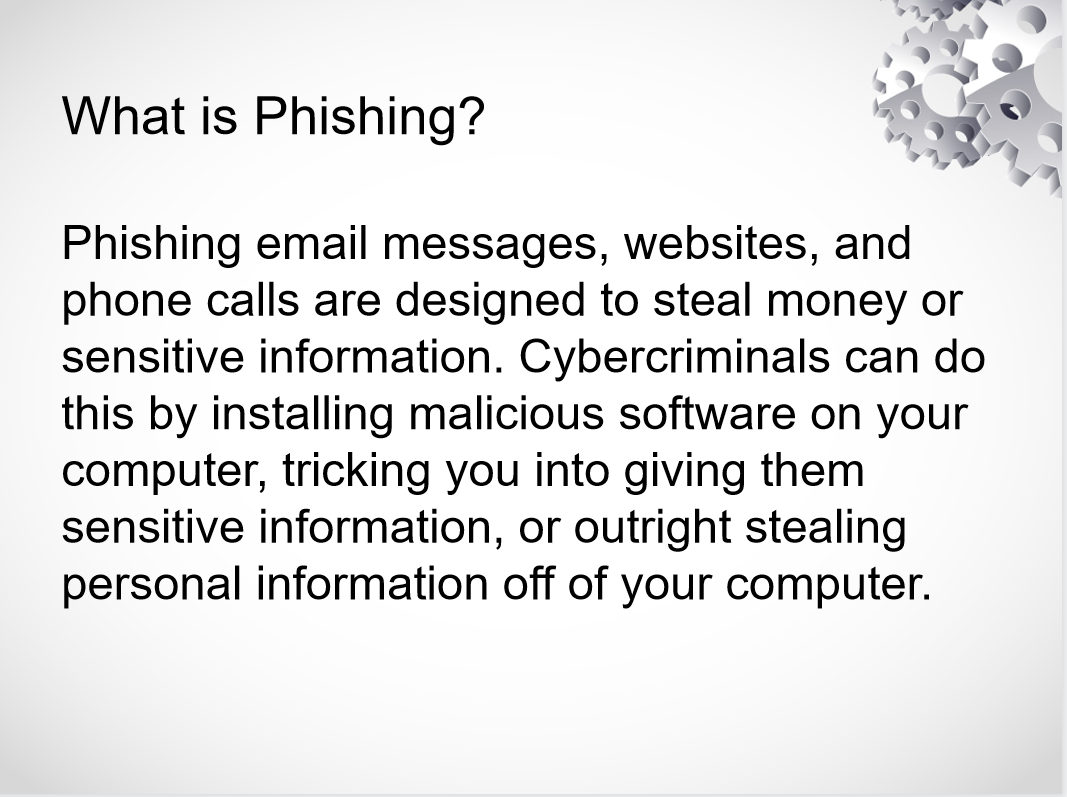 What is Phishing?
Phishing email messages, websites, and
phone calls are designed to steal money or
sensitive information. Cybercriminals can do
this by installing malicious software on your
computer, tricking you into giving them
sensitive information, or outright stealing
personal information off of your computer.